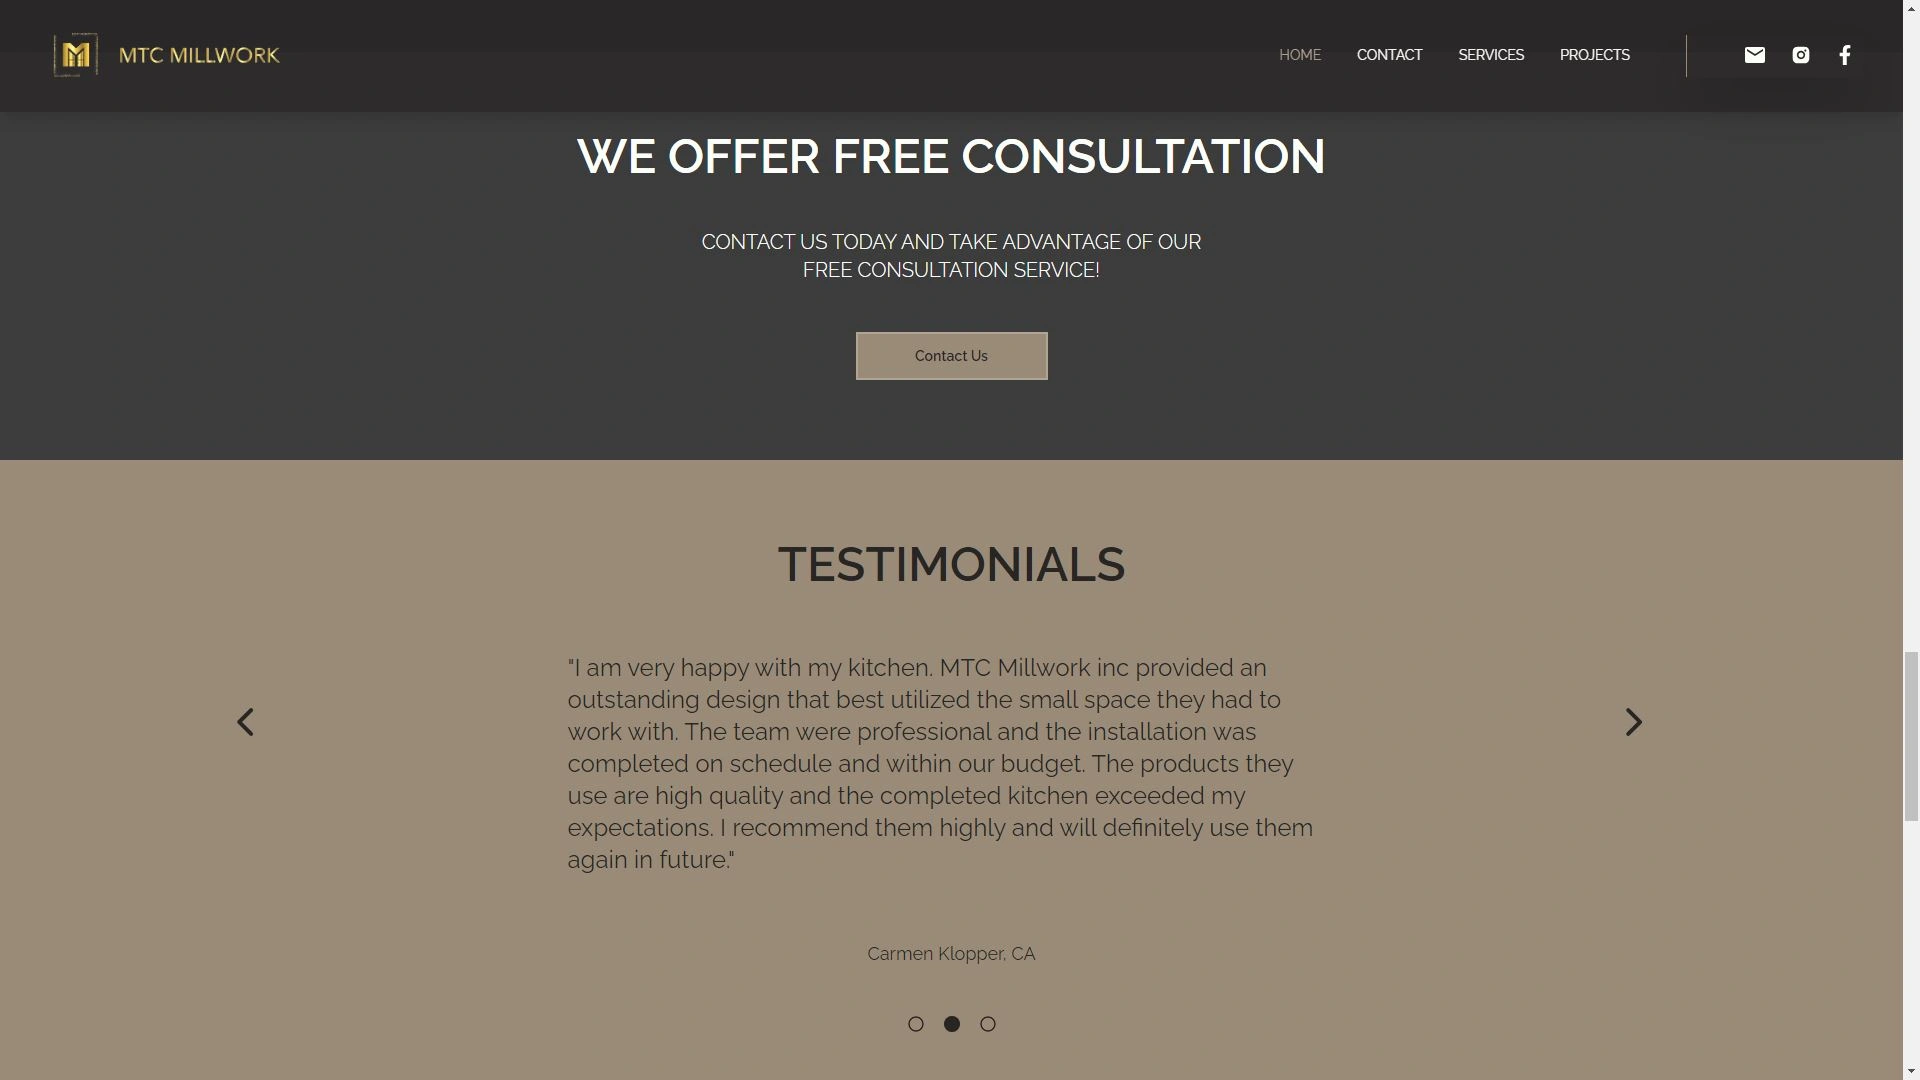 MTC MILLWORK
HOME CONTACT SERVICES PROJECTS
WE OFFER FREE CONSULTATION
CONTACT US TODAY AND TAKE ADVANTAGE OF OUR
FREE CONSULTATION SERVICE!
Contact Us
TESTIMONIALS
"I am very happy with my kitchen. MTC Millwork inc provided an
outstanding design that best utilized the small space they had to
work with. The team were professional and the installation was
completed on schedule and within our budget. The products they
use are high quality and the completed kitchen exceeded my
expectations. I recommend them highly and will definitely use them
again in future."
Carmen Klopper, CA